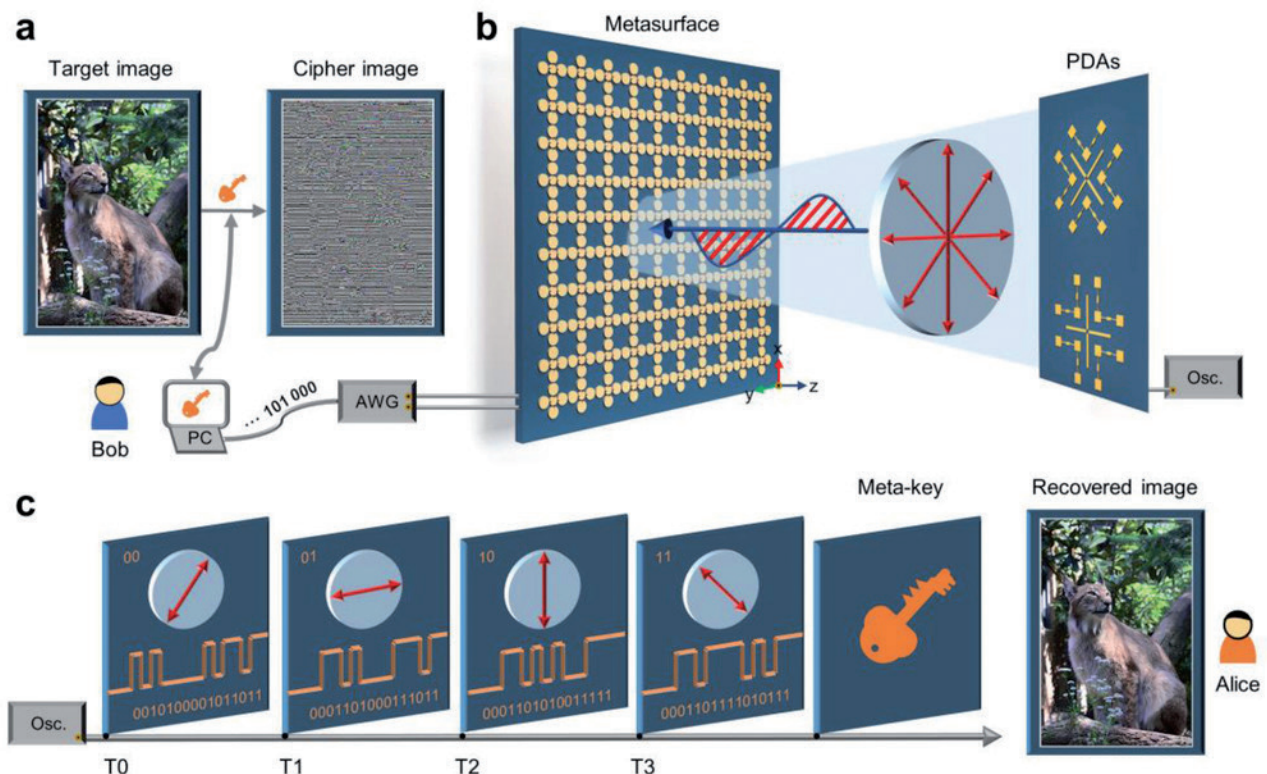 a
Target image
Cipher image
Bob
PC
... 101 000
AWG
b
Metasurface
PDAs
x
y
z
Osc.
c
Meta-key
Recovered image
00
01
10
11
0010100001011011
0001101000111011
0001101010011111
0001101111010111
Osc.
Alice
T0
T1
T2
T3